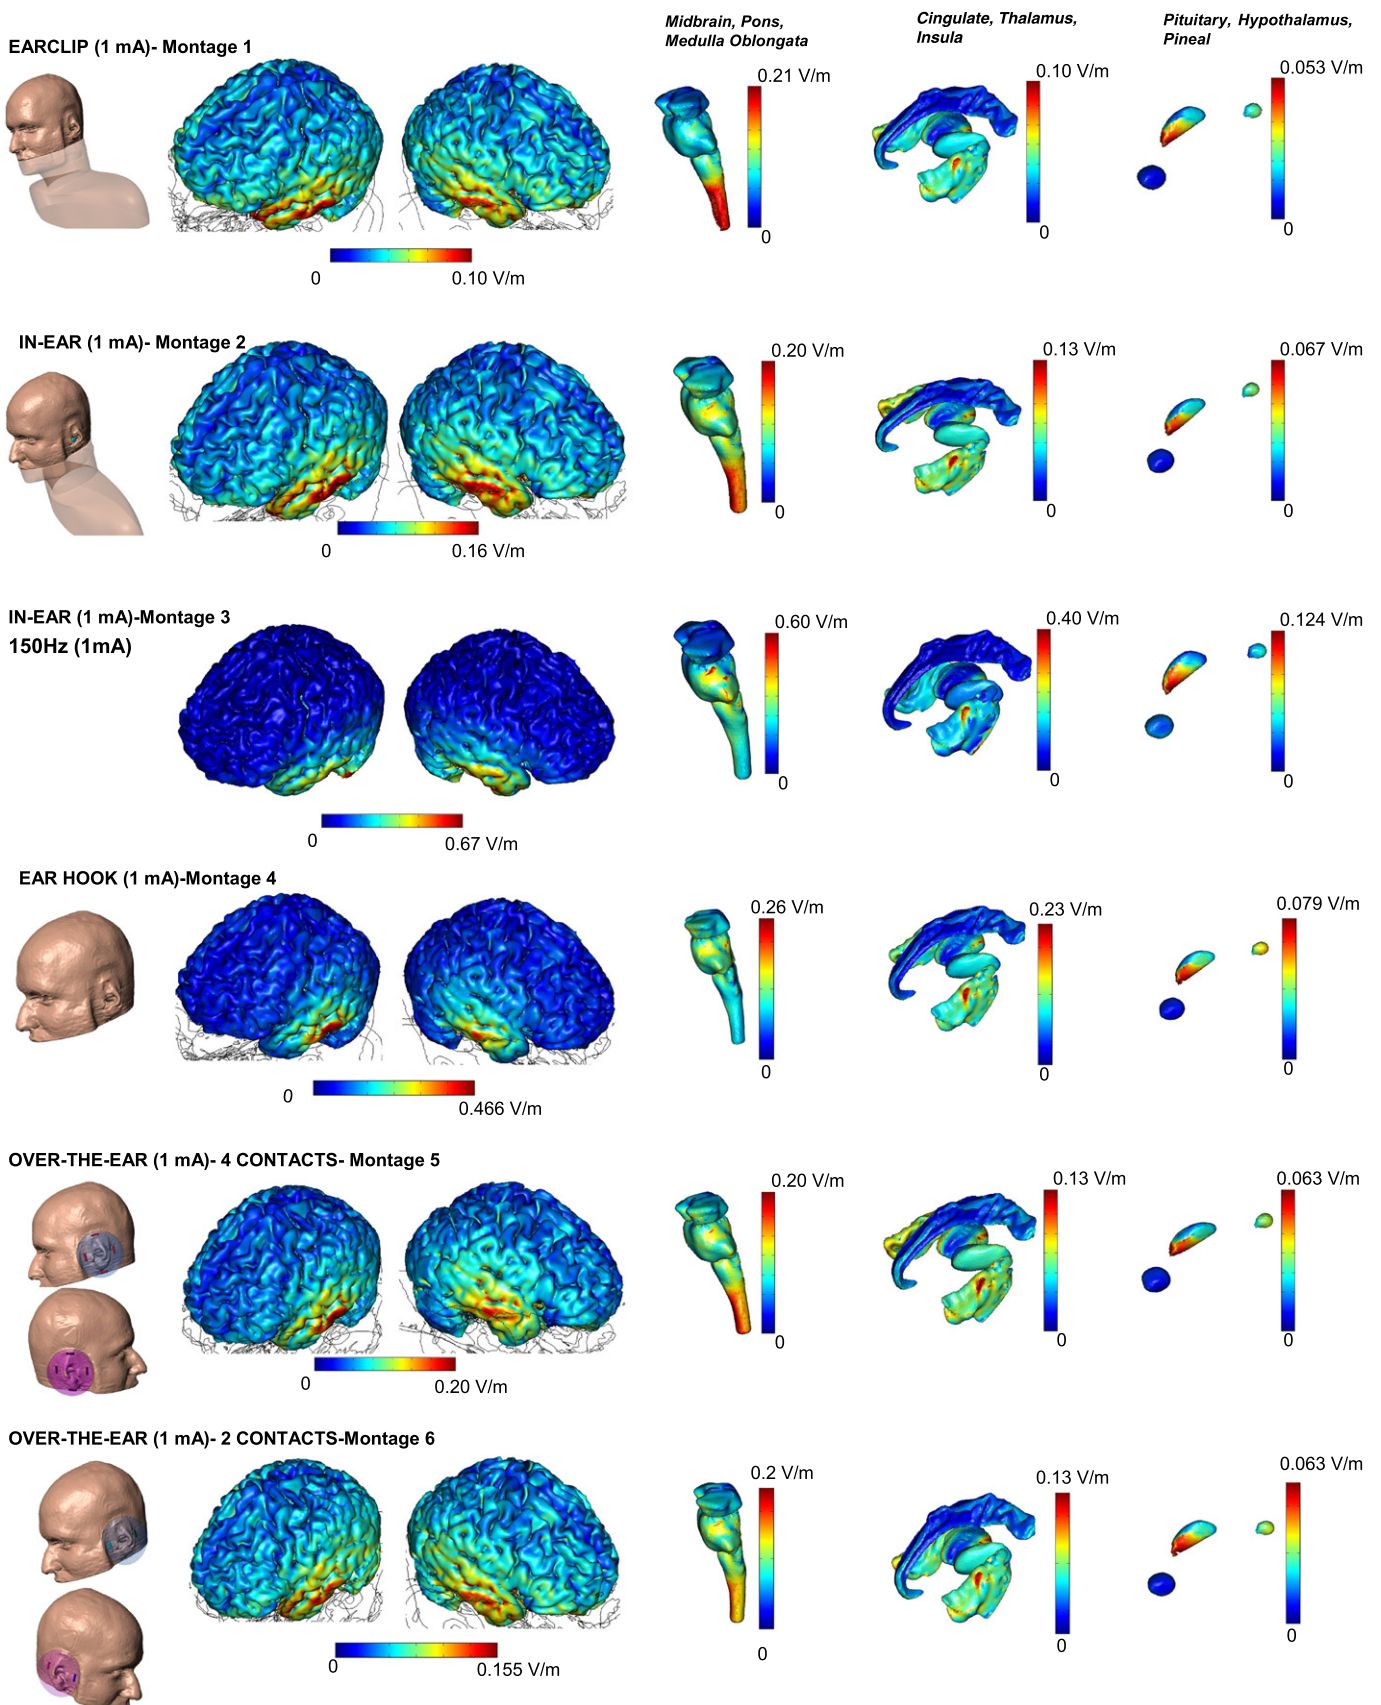 Midbrain, Pons,
Medulla Oblongata
Cingulate, Thalamus,
Insula
Pituitary, Hypothalamus,
Pineal
EARCLIP (1 mA)- Montage 1
0.21 V/m
0
0.10 V/m
0
0.053 V/m
0
0
0.10 V/m
IN-EAR (1 mA)- Montage 2
0.20 V/m
0
0.13 V/m
0
0.067 V/m
0
0
0.16 V/m
IN-EAR (1 mA)-Montage 3
150Hz (1mA)
0.60 V/m
0
0.40 V/m
0
0.124 V/m
0
0
0.67 V/m
EAR HOOK (1 mA)-Montage 4
0.26 V/m
0
0.23 V/m
0
0.079 V/m
0
0
0.466 V/m
OVER-THE-EAR (1 mA)- 4 CONTACTS- Montage 5
0.20 V/m
0
0.13 V/m
0
0.063 V/m
0
0
0.20 V/m
OVER-THE-EAR (1 mA)- 2 CONTACTS-Montage 6
0.2 V/m
0
0.13 V/m
0
0.063 V/m
0
0
0.155 V/m